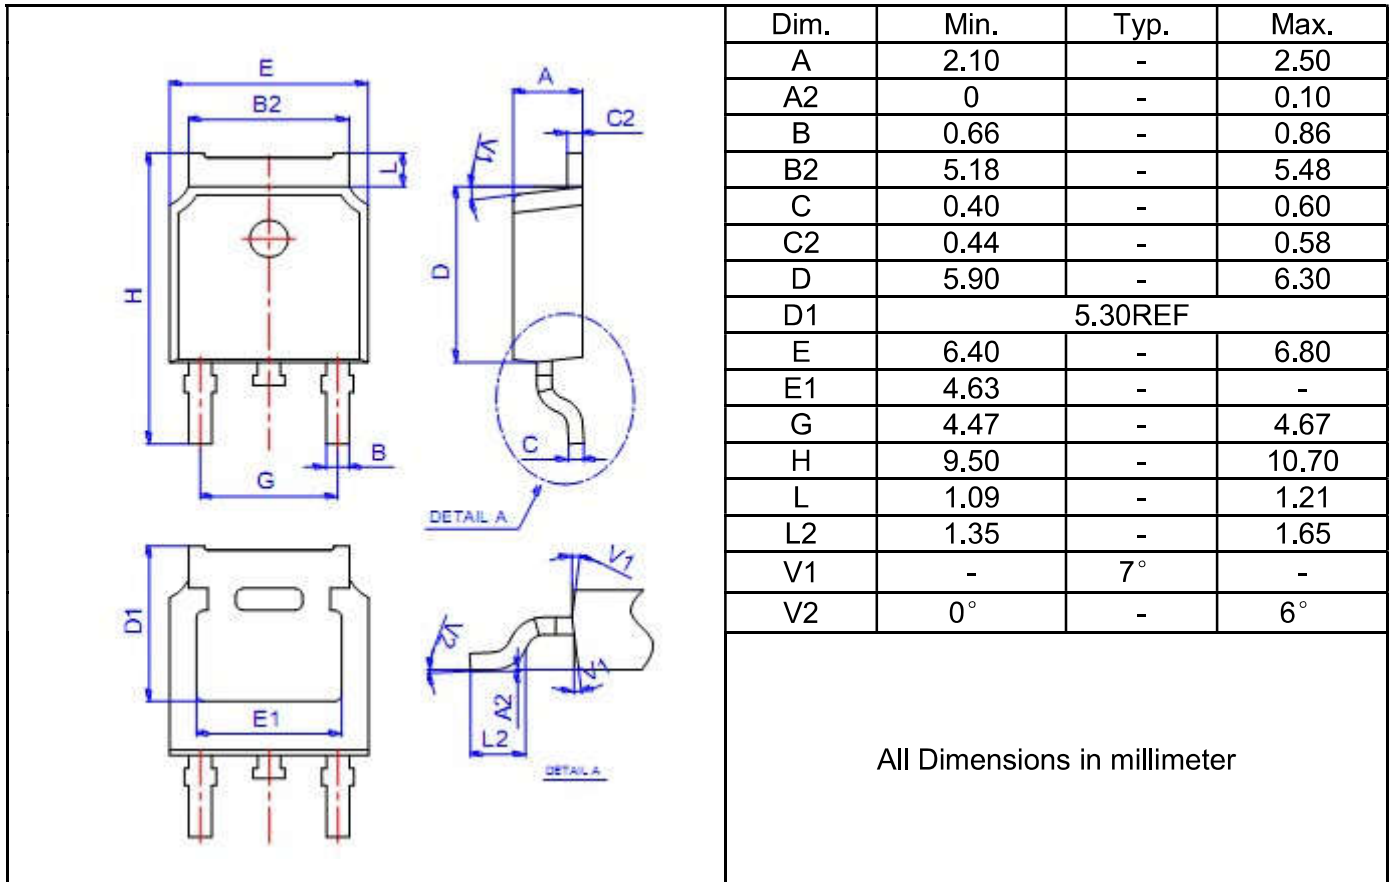 E
B2
A
C2
V1
L
H
D
C
B
G
DETAIL A
D1
E1
V1
V2
A2
V1
L2
DETAIL A
Dim. Min. Typ. Max.
A 2.10 - 2.50
A2 0 - 0.10
B 0.66 - 0.86
B2 5.18 - 5.48
C 0.40 - 0.60
C2 0.44 - 0.58
D 5.90 - 6.30
D1 5.30REF
E 6.40 - 6.80
E1 4.63 - -
G 4.47 - 4.67
H 9.50 - 10.70
L 1.09 - 1.21
L2 1.35 - 1.65
V1 - 7° -
V2 0° - 6°
All Dimensions in millimeter